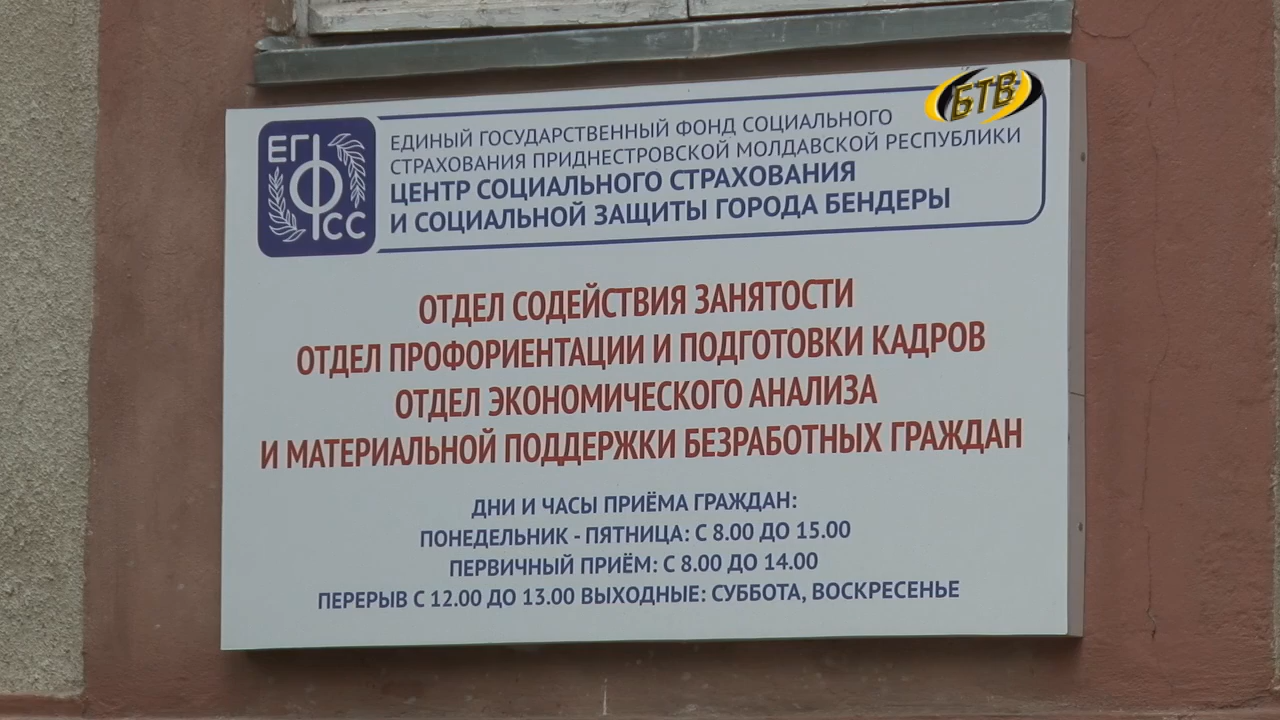 БТВ
ЕГ
Ф
СС
ЕДИНЫЙ ГОСУДАРСТВЕННЫЙ ФОНД СОЦИАЛЬНОГО
СТРАХОВАНИЯ ПРИДНЕСТРОВСКОЙ МОЛДАВСКОЙ РЕСПУБЛИКИ
ЦЕНТР СОЦИАЛЬНОГО СТРАХОВАНИЯ
И СОЦИАЛЬНОЙ ЗАЩИТЫ ГОРОДА БЕНДЕРЫ
ОТДЕЛ СОДЕЙСТВИЯ ЗАНЯТОСТИ
ОТДЕЛ ПРОФОРИЕНТАЦИИ И ПОДГОТОВКИ КАДРОВ
ОТДЕЛ ЭКОНОМИЧЕСКОГО АНАЛИЗА
И МАТЕРИАЛЬНОЙ ПОДДЕРЖКИ БЕЗРАБОТНЫХ ГРАЖДАН
ДНИ И ЧАСЫ ПРИЁМА ГРАЖДАН:
ПОНЕДЕЛЬНИК - ПЯТНИЦА: С 8.00 ДО 15.00
ПЕРВИЧНЫЙ ПРИЁМ: С 8.00 ДО 14.00
ПЕРЕРЫВ С 12.00 ДО 13.00 ВЫХОДНЫЕ: СУББОТА, ВОСКРЕСЕНЬЕ